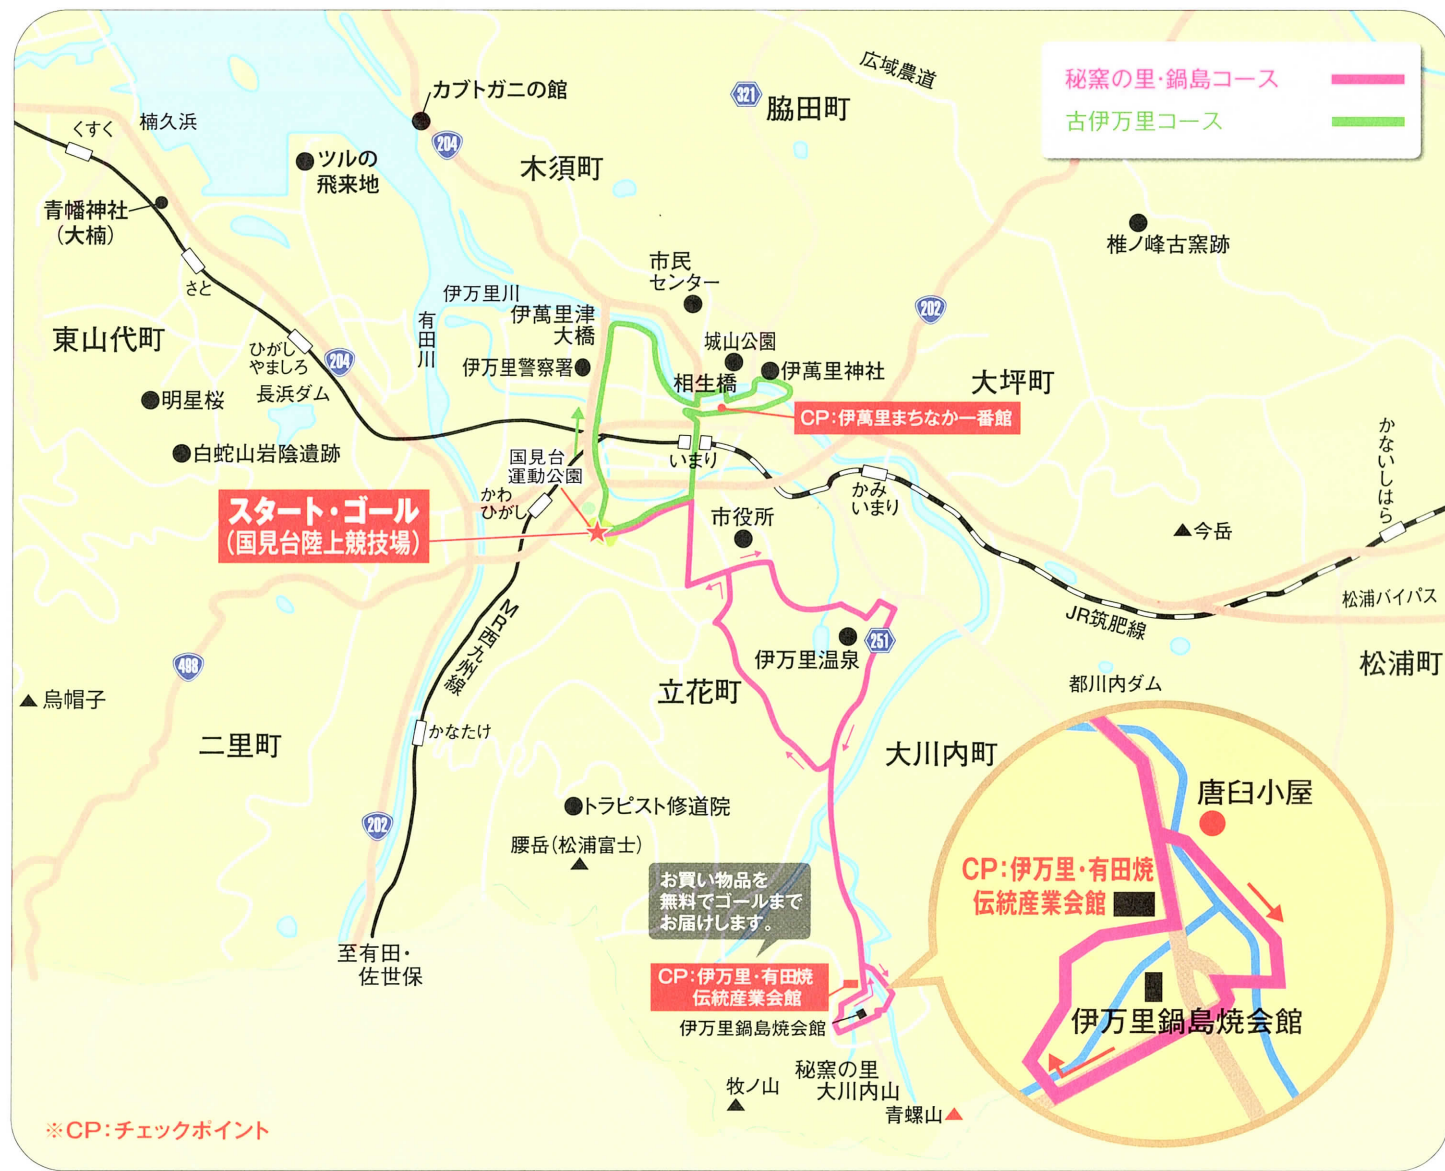 秘窯の里・鍋島コース
古伊万里コース
広域農道
321
脇田町
カブトガニの館
204
くすく
楠久浜
ツルの
飛来地
木須町
青幡神社
(大楠)
椎ノ峰古窯跡
さと
市民
センター
伊万里川
伊萬里津
大橋
有田川
202
東山代町
ひがし
やましろ
204
長浜ダム
城山公園
伊万里警察署
伊萬里神社
相生橋
大坪町
明星桜
CP：伊萬里まちなか一番館
かないしはら
白蛇山岩陰遺跡
国見台
運動公園
いまり
かわ
ひがし
かみ
いまり
スタート・ゴール
(国見台陸上競技場)
市役所
今岳
松浦バイパス
JR筑肥線
MR西九州線
251
伊万里温泉
498
松浦町
都川内ダム
立花町
烏帽子
二里町
かなたけ
大川内町
唐臼小屋
トラピスト修道院
202
腰岳(松浦富士)
お買い物品を
無料でゴールまで
お届けします。
CP：伊万里・有田焼
伝統産業会館
至有田・
佐世保
CP：伊万里・有田焼
伝統産業会館
伊万里鍋島焼会館
伊万里鍋島焼会館
秘窯の里
大川内山
牧ノ山
青螺山
※CP：チェックポイント